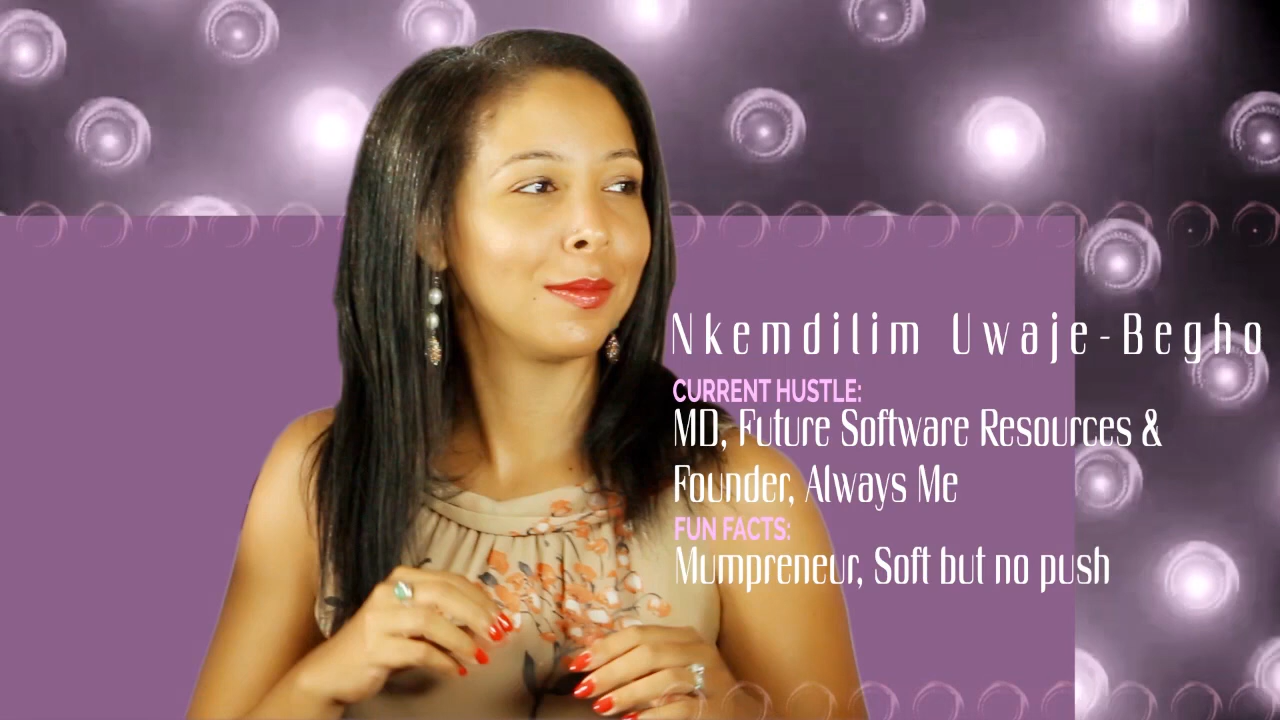 Nkemdilim Uwaje-Begho
CURRENT HUSTLE:
MD, Future Software Resources &
Founder, Always Me
FUN FACTS:
Mumpreneur, Soft but no push